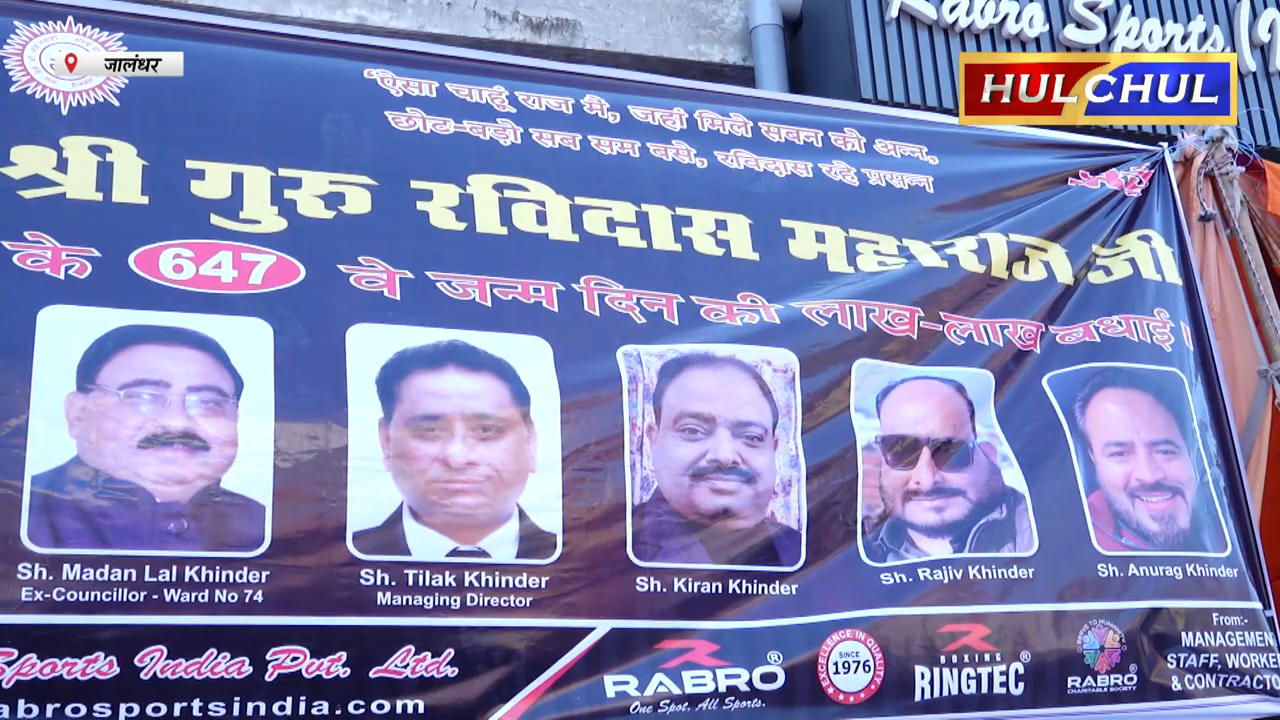 Rabro Sports
जालंधर
HULCHUL
"ऐसा चाहूं राज मै, जहां मिले सबन को अन्न,
छोट-बड़ो सब सम बसे, रविदास रहे प्रसन्न
श्री गुरु रविदास महाराज जी
के 647 वे जन्म दिन की लाख-लाख बधाई।
Sh. Madan Lal Khinder
Ex-Councillor - Ward No 74
Sh. Tilak Khinder
Managing Director
Sh. Kiran Khinder
Sh. Rajiv Khinder
Sh. Anurag Khinder
Sports India Pvt. Ltd.
abrosportsindia.com
RABRO®
One Spot. All Sports.
EXCELLENCE IN QUALITY
SINCE
1976
BOXING
RINGTEC®
SERVE TO HUMANITY
RABRO®
CHARITABLE SOCIETY
From:-
MANAGEMEN
STAFF, WORKE
& CONTRACTO